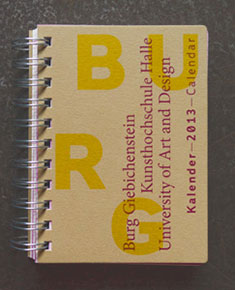 BU
R
G
Burg Giebichenstein
Kunsthochschule Halle
University of Art and Design
Kalender—2013—Calendar